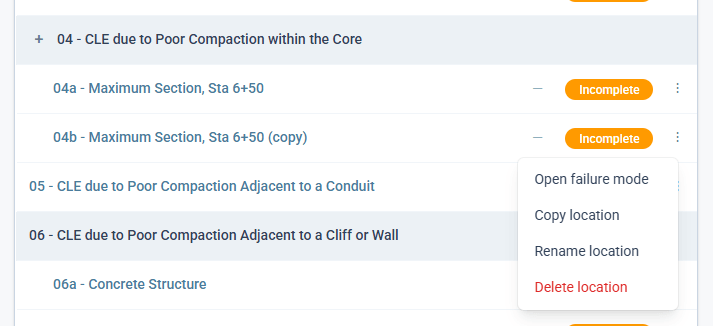 + 04 - CLE due to Poor Compaction within the Core
04a - Maximum Section, Sta 6+50 — Incomplete
04b - Maximum Section, Sta 6+50 (copy) — Incomplete
Open failure mode
05 - CLE due to Poor Compaction Adjacent to a Conduit
Copy location
06 - CLE due to Poor Compaction Adjacent to a Cliff or Wall
Rename location
06a - Concrete Structure
Delete location